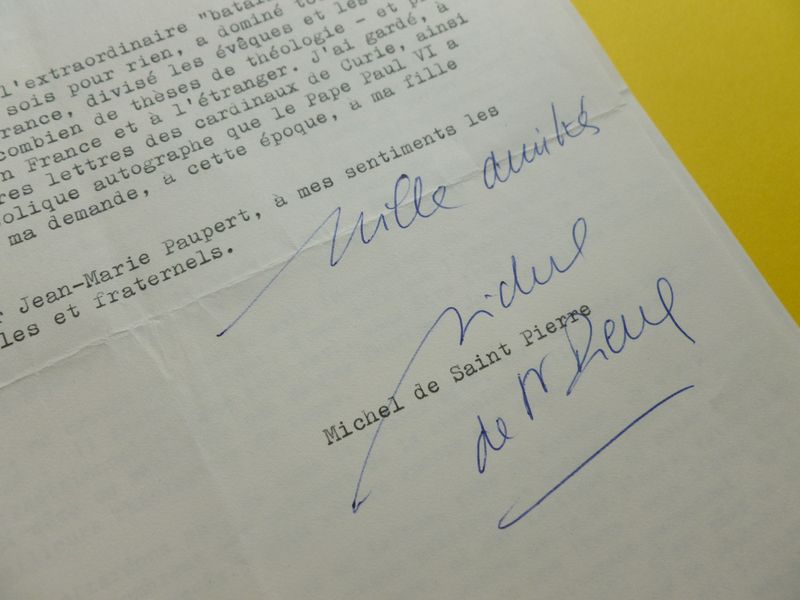 l'extraordinaire "batai
sois pour rien, a dominé to
rance, divisé les évêques et les
combien de thèses de théologie - et p
n France et à l'étranger. J'ai gardé, à
res lettres des cardinaux de Curie, ainsi
olique autographe que le Pape Paul VI a
ma demande, à cette époque, à ma fille
r Jean-Marie Paupert, à mes sentiments les
les et fraternels.
Mille amitiés
Michel
Michel de Saint Pierre
de St Pierre